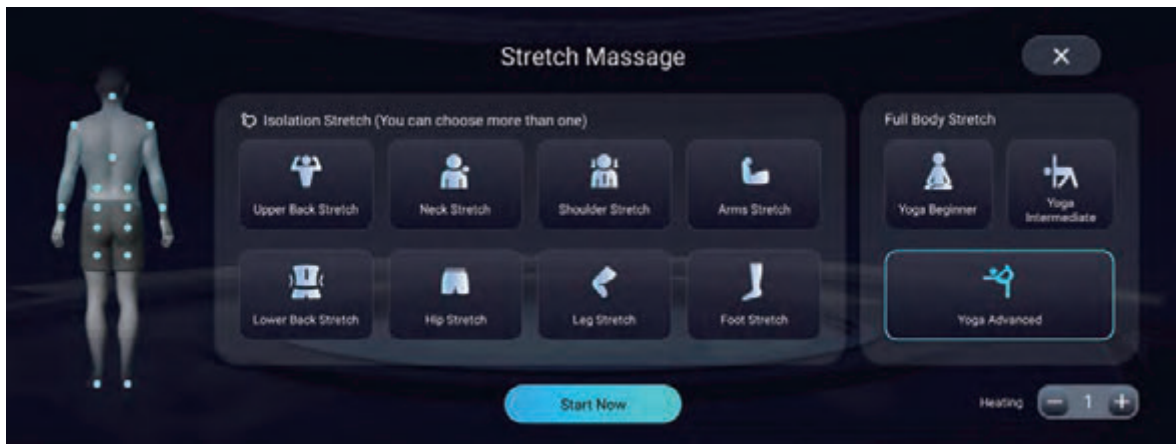 Stretch Massage
Isolation Stretch (You can choose more than one)
Upper Back Stretch
Neck Stretch
Shoulder Stretch
Arms Stretch
Lower Back Stretch
Hip Stretch
Leg Stretch
Foot Stretch
Full Body Stretch
Yoga Beginner
Yoga
Intermediate
Yoga Advanced
Start Now
Heating
1